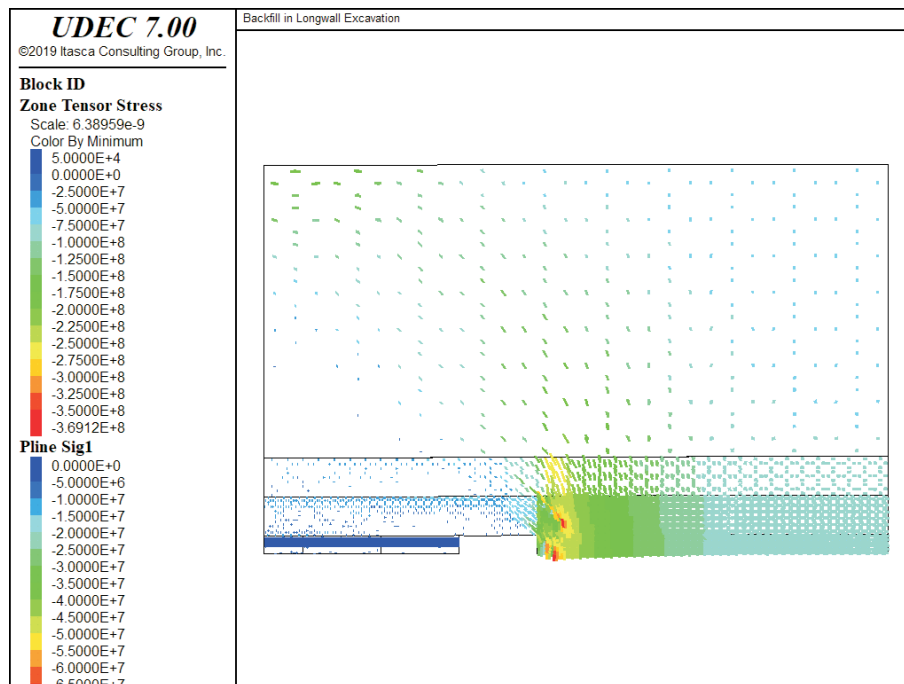 UDEC 7.00
©2019 Itasca Consulting Group, Inc.
Backfill in Longwall Excavation
Block ID
Zone Tensor Stress
Scale: 6.38959e-9
Color By Minimum
5.0000E+4
0.0000E+0
-2.5000E+7
-5.0000E+7
-7.5000E+7
-1.0000E+8
-1.2500E+8
-1.5000E+8
-1.7500E+8
-2.0000E+8
-2.2500E+8
-2.5000E+8
-2.7500E+8
-3.0000E+8
-3.2500E+8
-3.5000E+8
-3.6912E+8
Pline Sig1
0.0000E+0
-5.0000E+6
-1.0000E+7
-1.5000E+7
-2.0000E+7
-2.5000E+7
-3.0000E+7
-3.5000E+7
-4.0000E+7
-4.5000E+7
-5.0000E+7
-5.5000E+7
-6.0000E+7
-6.5000E+7